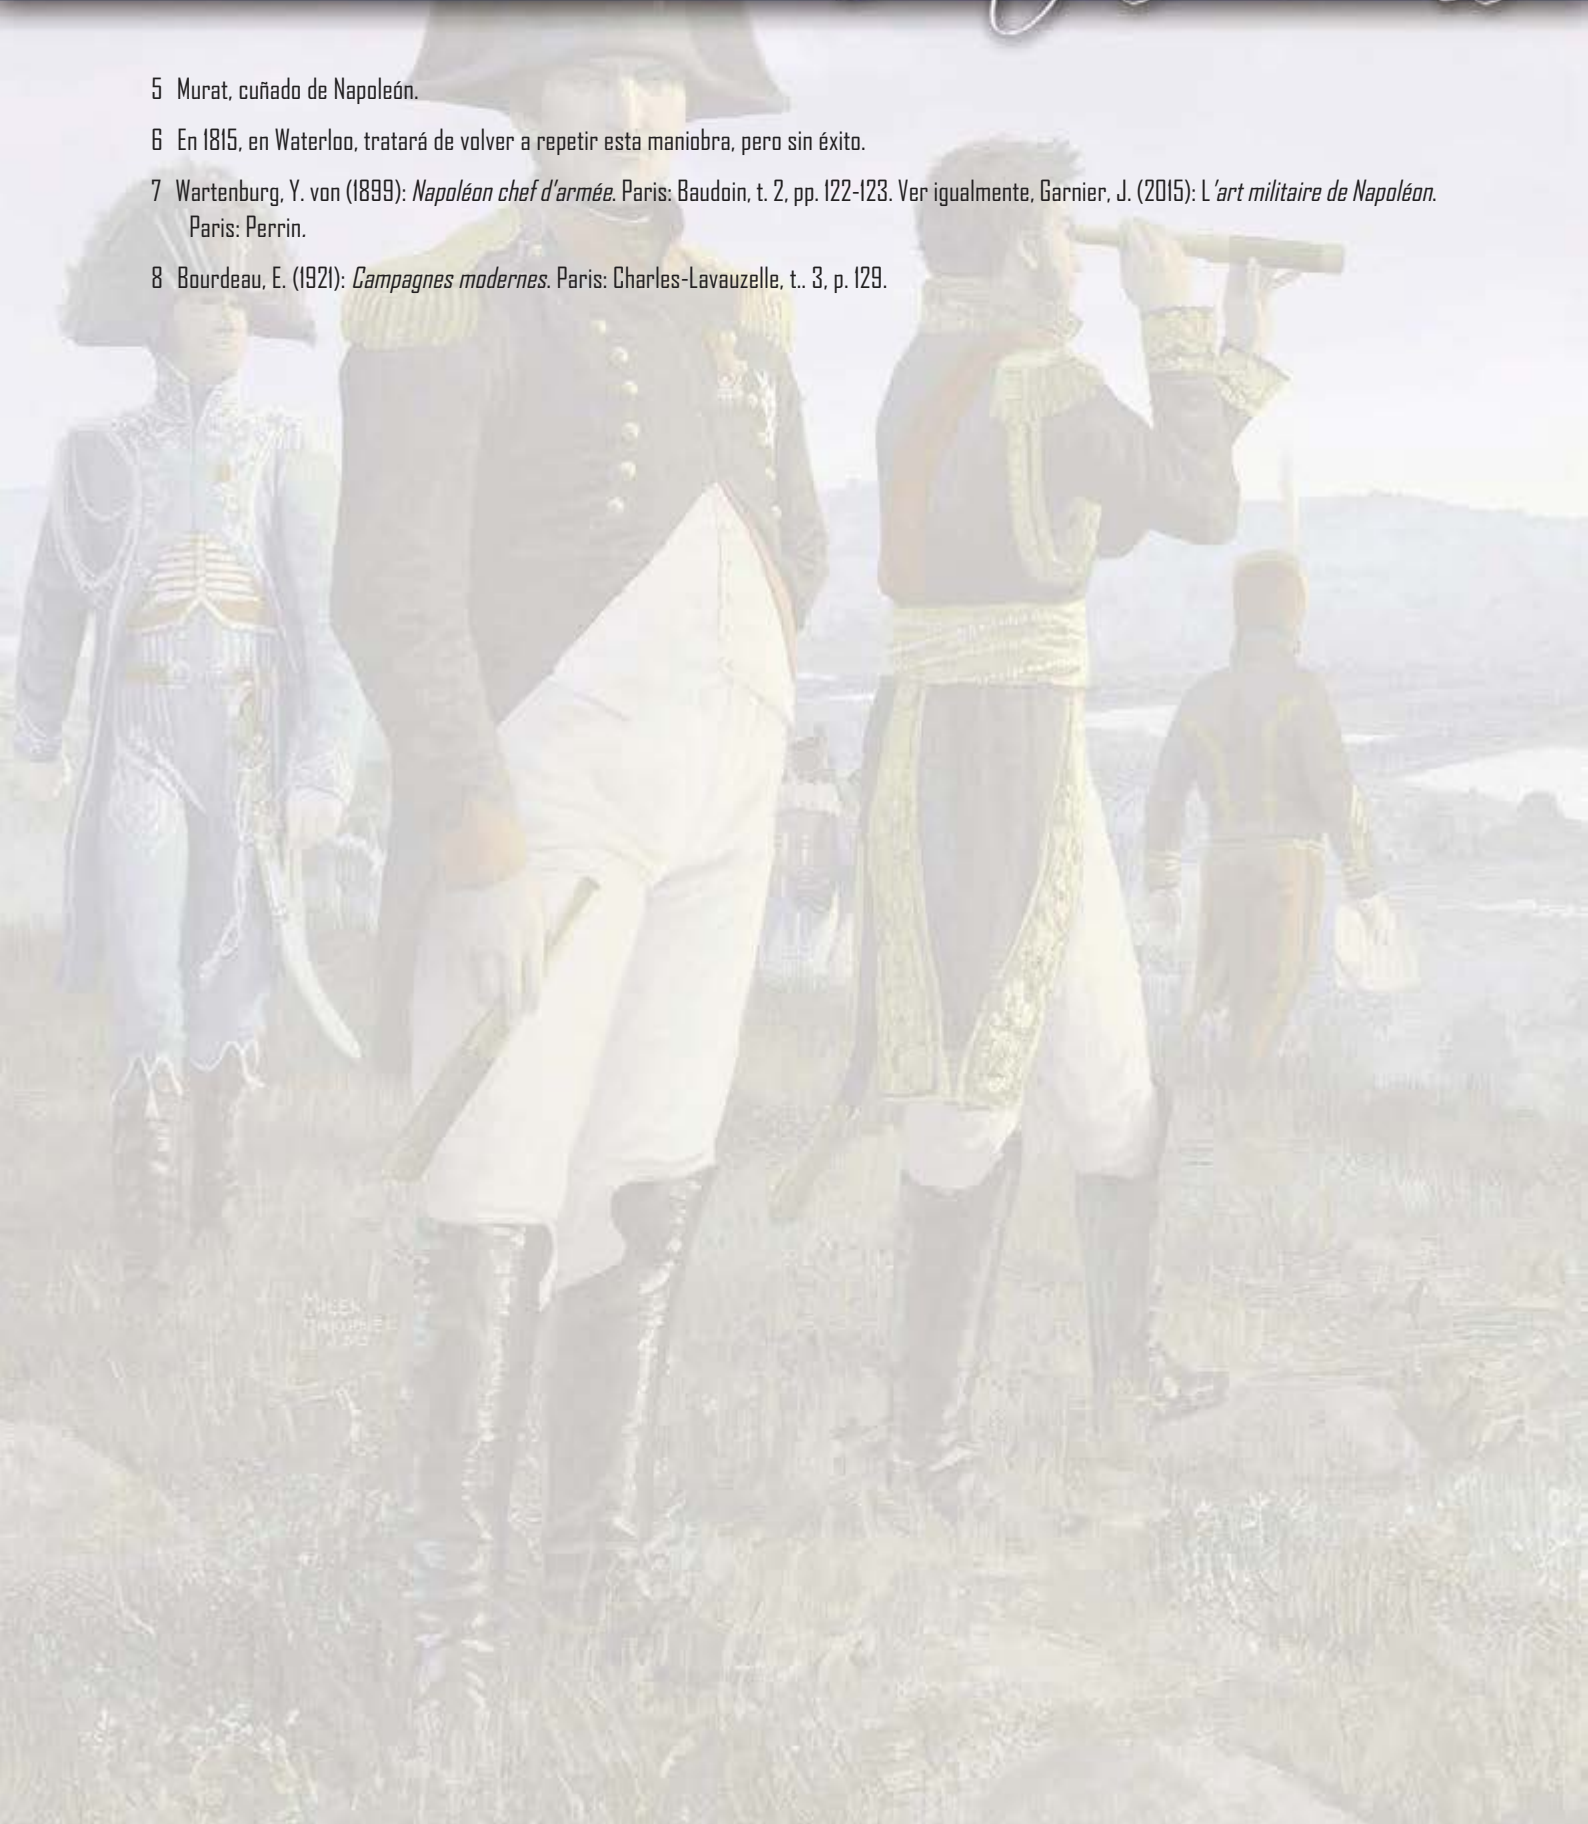 5 Murat, cuñado de Napoleón.
6 En 1815, en Waterloo, tratará de volver a repetir esta maniobra, pero sin éxito.
7 Wartenburg, Y. von (1899): Napoléon chef d'armée. Paris: Baudoin, t. 2, pp. 122-123. Ver igualmente, Garnier, J. (2015): L'art militaire de Napoléon.
Paris: Perrin.
8 Bourdeau, E. (1921): Campagnes modernes. Paris: Charles-Lavauzelle, t.. 3, p. 129.